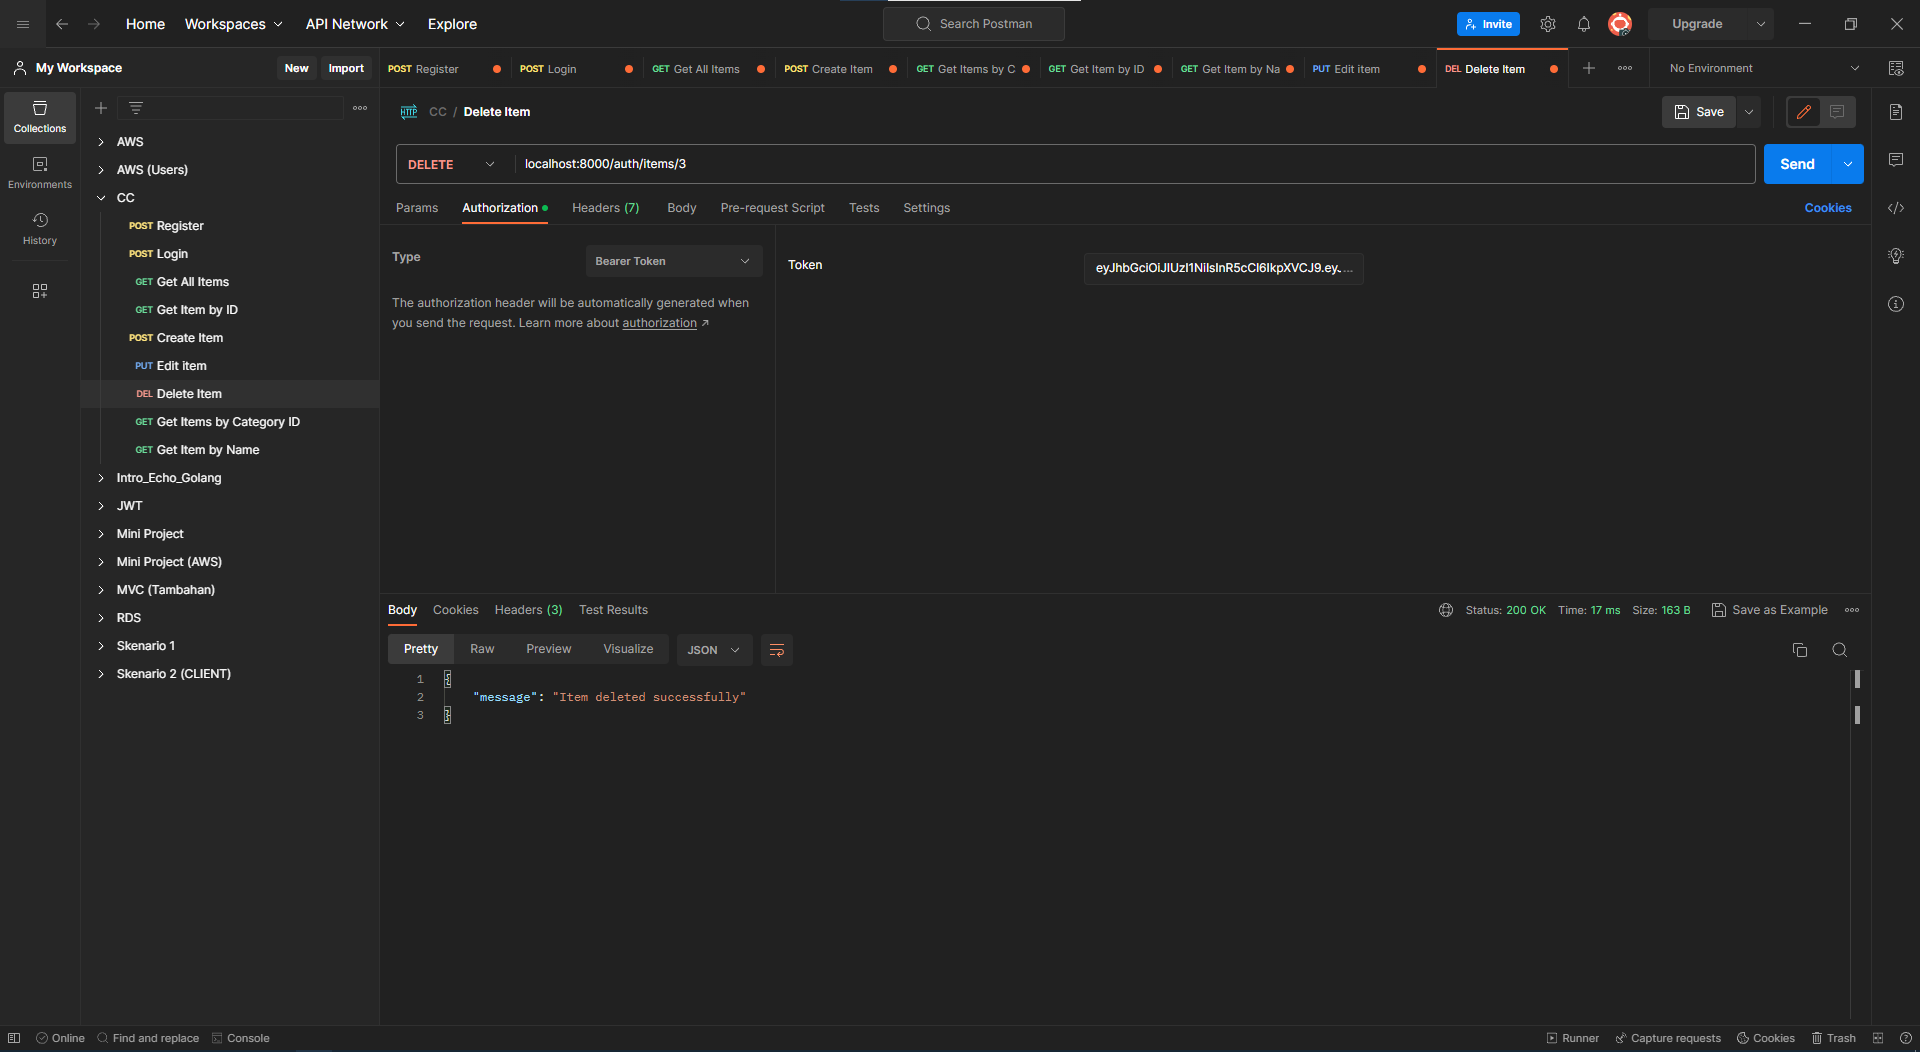 Home Workspaces API Network Explore Search Postman Invite Upgrade
My Workspace New Import POST Register POST Login GET Get All Items POST Create Item GET Get Items by C GET Get Item by ID GET Get Item by Na PUT Edit item DEL Delete Item No Environment
Collections
Environments
History
AWS
AWS (Users)
CC
POST Register
POST Login
GET Get All Items
GET Get Item by ID
POST Create Item
PUT Edit item
DEL Delete Item
GET Get Items by Category ID
GET Get Item by Name
Intro_Echo_Golang
JWT
Mini Project
Mini Project (AWS)
MVC (Tambahan)
RDS
Skenario 1
Skenario 2 (CLIENT)
HTTP CC / Delete Item Save
DELETE localhost:8000/auth/items/3 Send
Params Authorization Headers (7) Body Pre-request Script Tests Settings Cookies
Type Bearer Token
The authorization header will be automatically generated when
you send the request. Learn more about authorization ↗
Token eyJhbGciOiJIUzI1NiIsInR5cCI6IkpXVCJ9.eyJ...
Body Cookies Headers (3) Test Results Status: 200 OK Time: 17 ms Size: 163 B Save as Example
Pretty Raw Preview Visualize JSON
1 {
2 "message": "Item deleted successfully"
3 }
Online Find and replace Console Runner Capture requests Cookies Trash